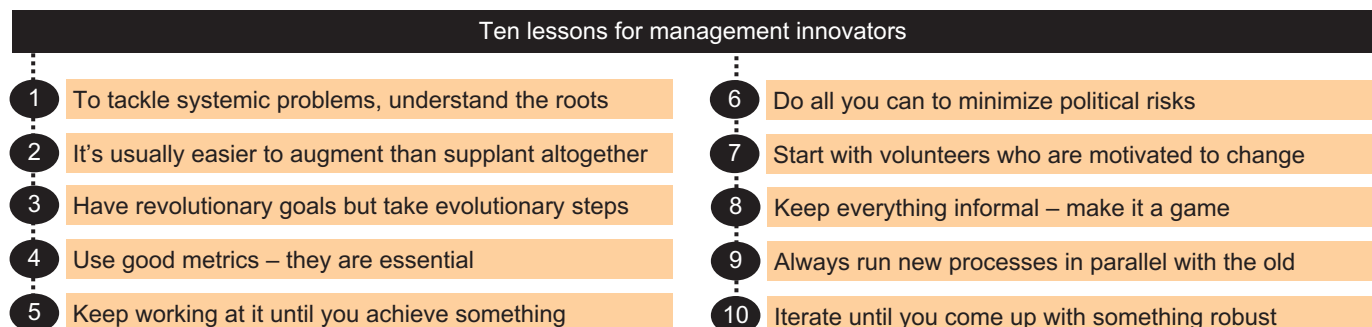 Ten lessons for management innovators
1 To tackle systemic problems, understand the roots
2 It's usually easier to augment than supplant altogether
3 Have revolutionary goals but take evolutionary steps
4 Use good metrics – they are essential
5 Keep working at it until you achieve something
6 Do all you can to minimize political risks
7 Start with volunteers who are motivated to change
8 Keep everything informal – make it a game
9 Always run new processes in parallel with the old
10 Iterate until you come up with something robust